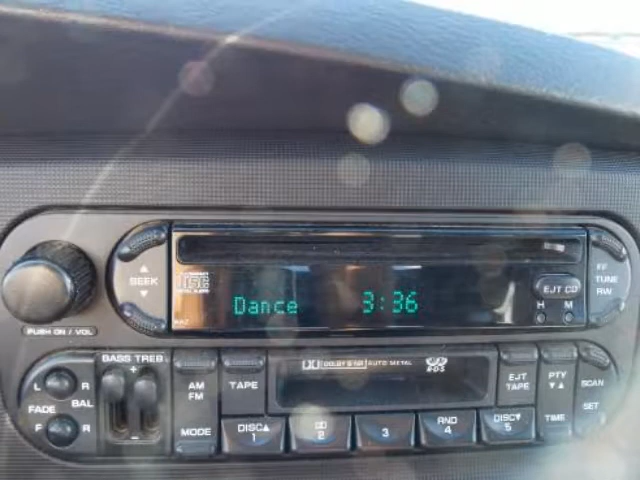 SEEK
disc
Dance 3:36
EJT CD
H M
FF
TUNE
RW
PUSH ON / VOL
BASS TREB
L R
FADE BAL
F R
AM
FM
MODE
TAPE
DOLBY B NR AUTO METAL
RDS
EJT
TAPE
PTY
TIME
SCAN
SET
DISC▲
1
2
3
RND
4
DISC▼
5